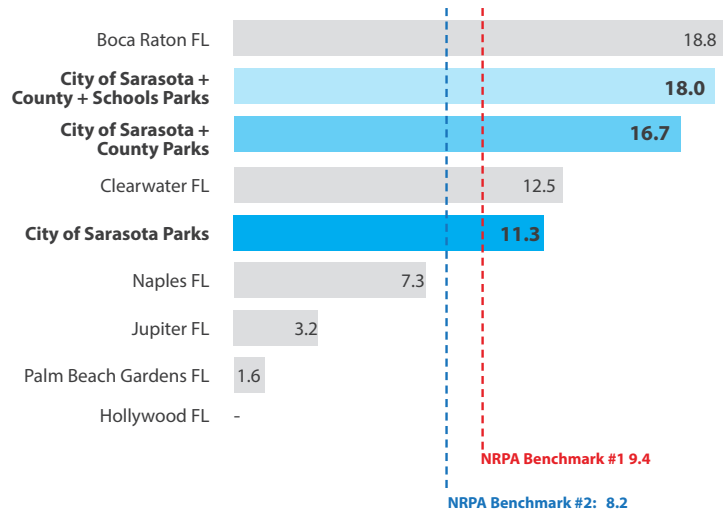 Boca Raton FL 18.8
City of Sarasota +
County + Schools Parks 18.0
City of Sarasota +
County Parks 16.7
Clearwater FL 12.5
City of Sarasota Parks 11.3
Naples FL 7.3
Jupiter FL 3.2
Palm Beach Gardens FL 1.6
Hollywood FL -
NRPA Benchmark #1 9.4
NRPA Benchmark #2: 8.2